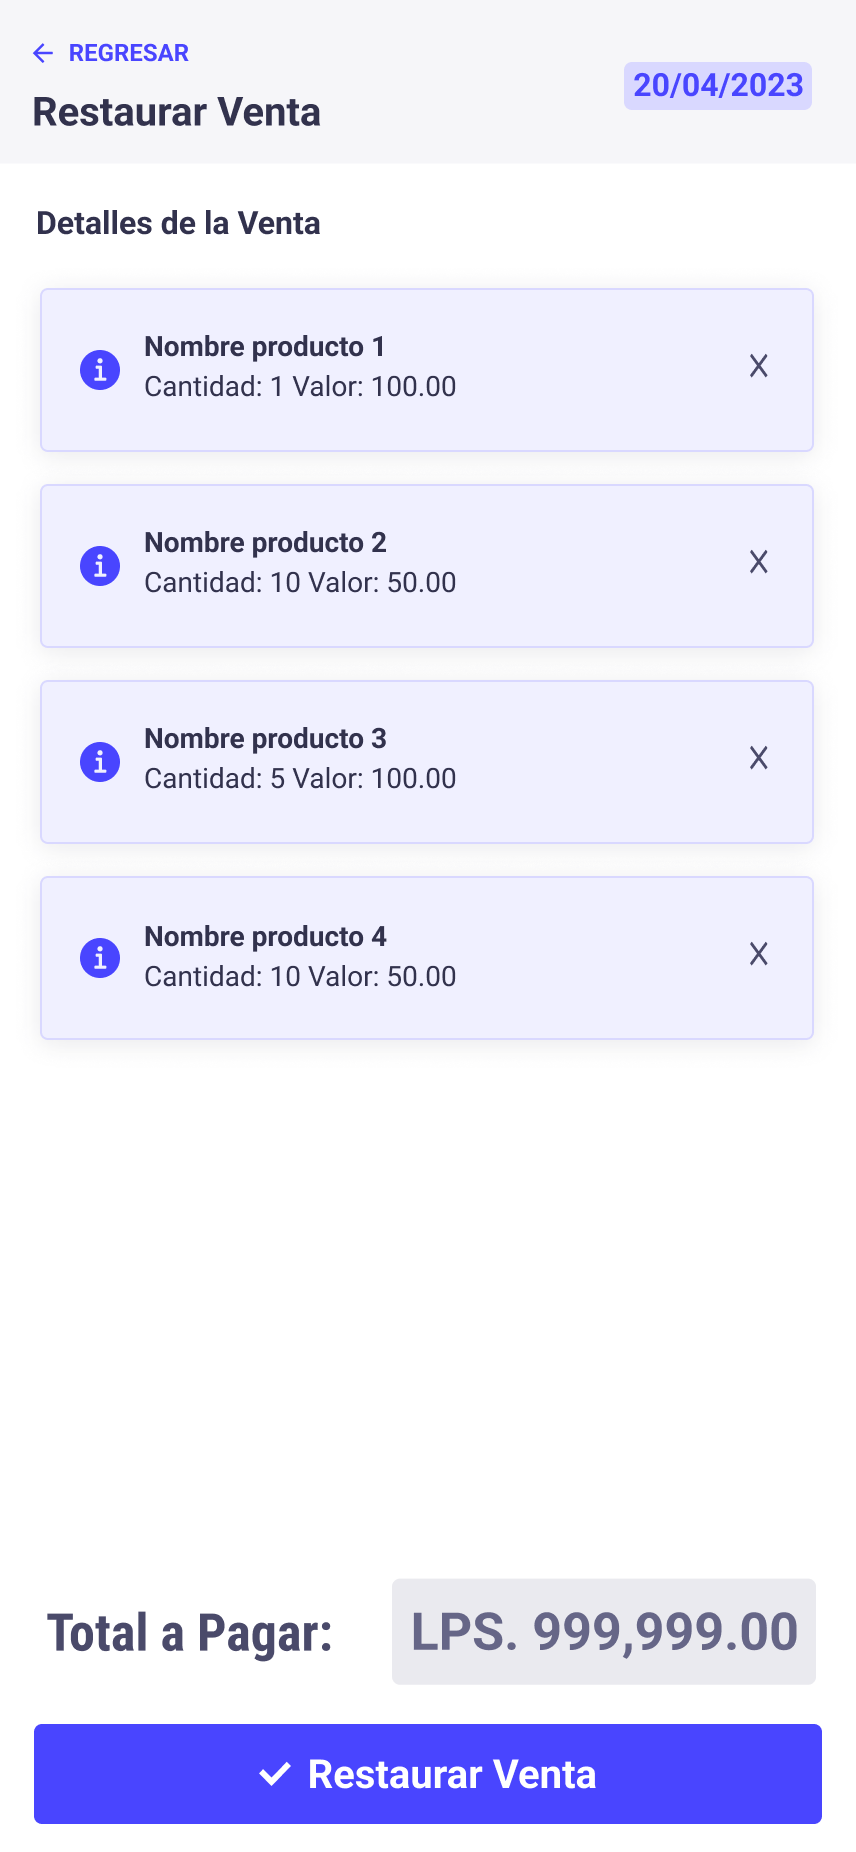 REGRESAR
Restaurar Venta
20/04/2023
Detalles de la Venta
Nombre producto 1
Cantidad: 1 Valor: 100.00
X
Nombre producto 2
Cantidad: 10 Valor: 50.00
X
Nombre producto 3
Cantidad: 5 Valor: 100.00
X
Nombre producto 4
Cantidad: 10 Valor: 50.00
X
Total a Pagar: LPS. 999,999.00
Restaurar Venta